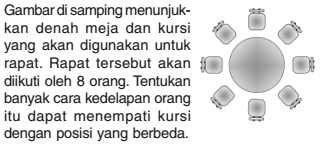 Gambar di samping menunjuk-
kan denah meja dan kursi
yang akan digunakan untuk
rapat. Rapat tersebut akan
diikuti oleh 8 orang. Tentukan
banyak cara kedelapan orang
itu dapat menempati kursi
dengan posisi yang berbeda.